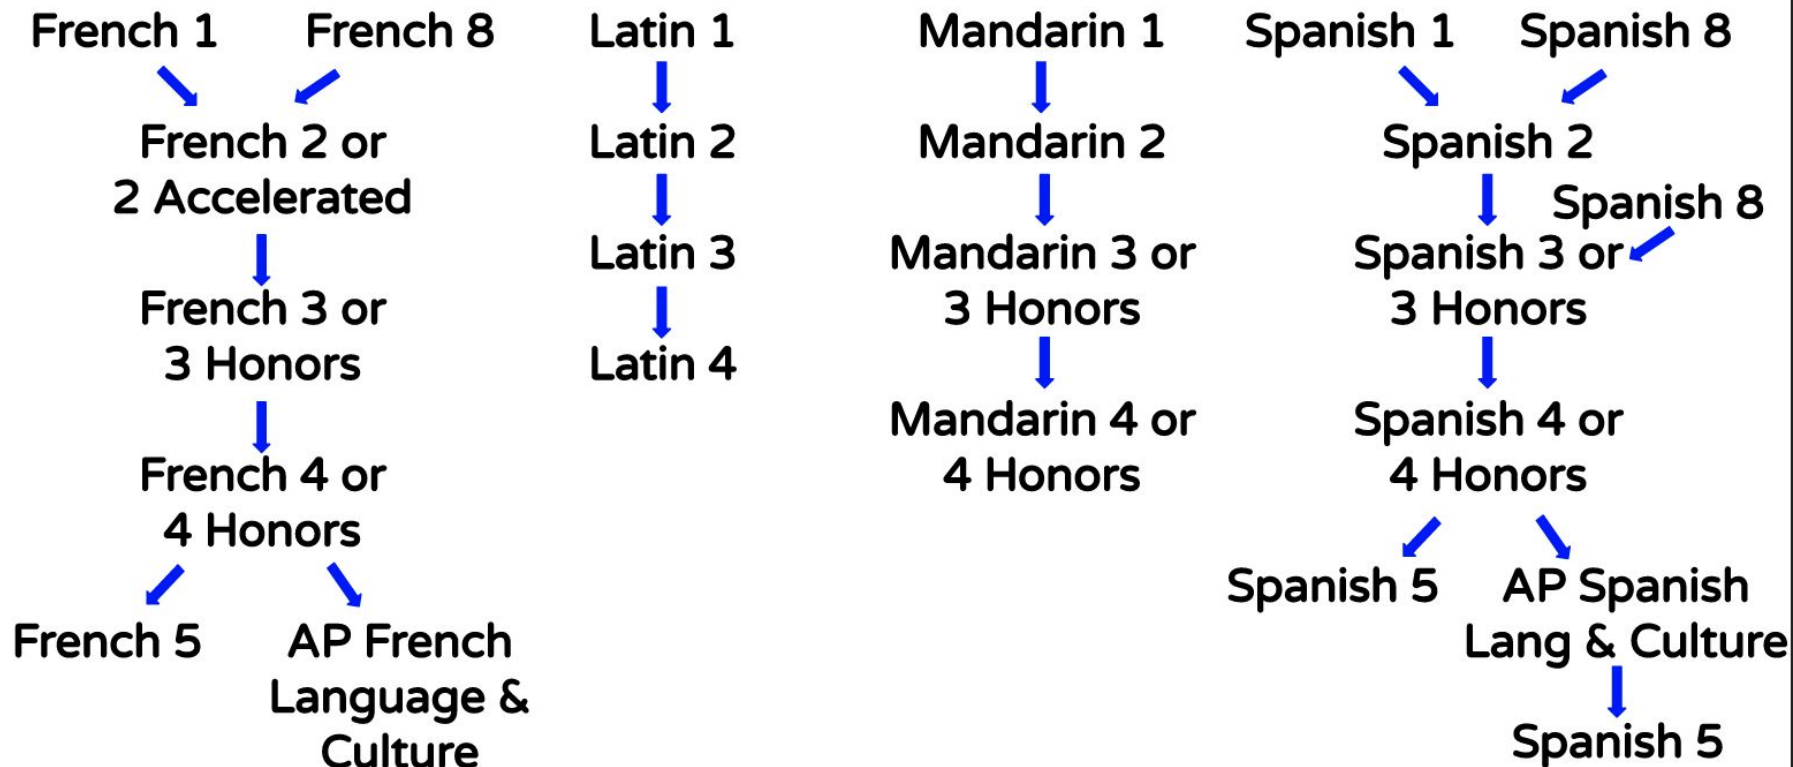 French 1
French 8
French 2 or
2 Accelerated
French 3 or
3 Honors
French 4 or
4 Honors
French 5
AP French
Language &
Culture
Latin 1
Latin 2
Latin 3
Latin 4
Mandarin 1
Mandarin 2
Mandarin 3 or
3 Honors
Mandarin 4 or
4 Honors
Spanish 1
Spanish 8
Spanish 2
Spanish 8
Spanish 3 or
3 Honors
Spanish 4 or
4 Honors
Spanish 5
AP Spanish
Lang & Culture
Spanish 5